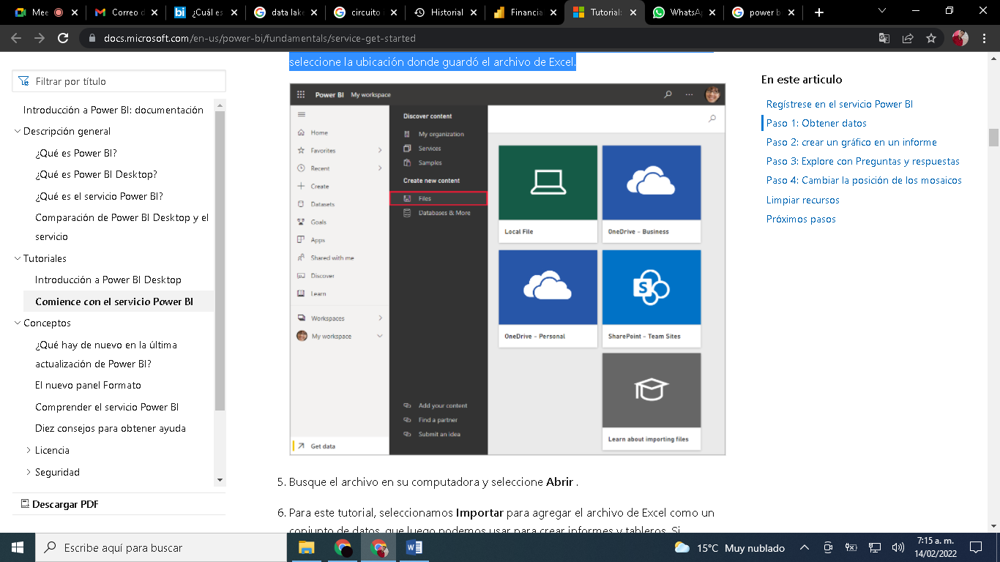 Mee
Correo d
¿Cuál es
data lake
circuito
Historial
Financia
Tutorial:
WhatsAp
power b
docs.microsoft.com/en-us/power-bi/fundamentals/service-get-started
Filtrar por título
Introducción a Power BI: documentación
Descripción general
¿Qué es Power BI?
¿Qué es Power BI Desktop?
¿Qué es el servicio Power BI?
Comparación de Power BI Desktop y el
servicio
Tutoriales
Introducción a Power BI Desktop
Comience con el servicio Power BI
Conceptos
¿Qué hay de nuevo en la última
actualización de Power BI?
El nuevo panel Formato
Comprender el servicio Power BI
Diez consejos para obtener ayuda
Licencia
Seguridad
Descargar PDF
seleccione la ubicación donde guardó el archivo de Excel.
Power BI My workspace
Home
Favorites
Recent
Create
Datasets
Goals
Apps
Shared with me
Discover
Learn
Workspaces
My workspace
Get data
Discover content
My organization
Services
Samples
Create new content
Files
Databases & More
Add your content
Find a partner
Submit an idea
Local File
OneDrive – Business
OneDrive – Personal
S
SharePoint – Team Sites
Learn about importing files
5. Busque el archivo en su computadora y seleccione Abrir .
6. Para este tutorial, seleccionamos Importar para agregar el archivo de Excel como un
conjunto de datos, que luego podemos usar para crear informes y tableros. Si
En este articulo
Regístrese en el servicio Power BI
Paso 1: Obtener datos
Paso 2: crear un gráfico en un informe
Paso 3: Explore con Preguntas y respuestas
Paso 4: Cambiar la posición de los mosaicos
Limpiar recursos
Próximos pasos
Escribe aquí para buscar
15°C Muy nublado
7:15 a. m.
14/02/2022